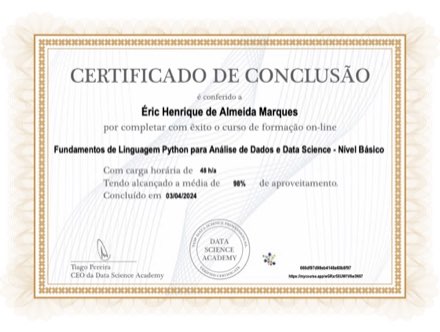 CERTIFICADO DE CONCLUSÃO
é conferido a
Éric Henrique de Almeida Marques
por completar com êxito o curso de formação on-line
Fundamentos de Linguagem Python para Análise de Dados e Data Science - Nível Básico
Com carga horária de 48 h/a
Tendo alcançado a média de 98% de aproveitamento.
Concluído em 03/04/2024
DATA
SCIENCE
ACADEMY
Tiago Pereira
CEO da Data Science Academy